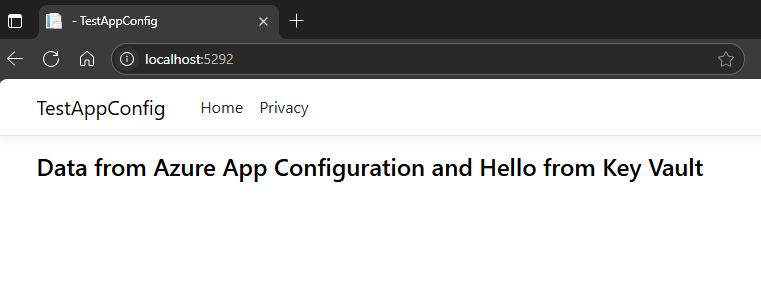 - TestAppConfig
localhost:5292
TestAppConfig Home Privacy
Data from Azure App Configuration and Hello from Key Vault